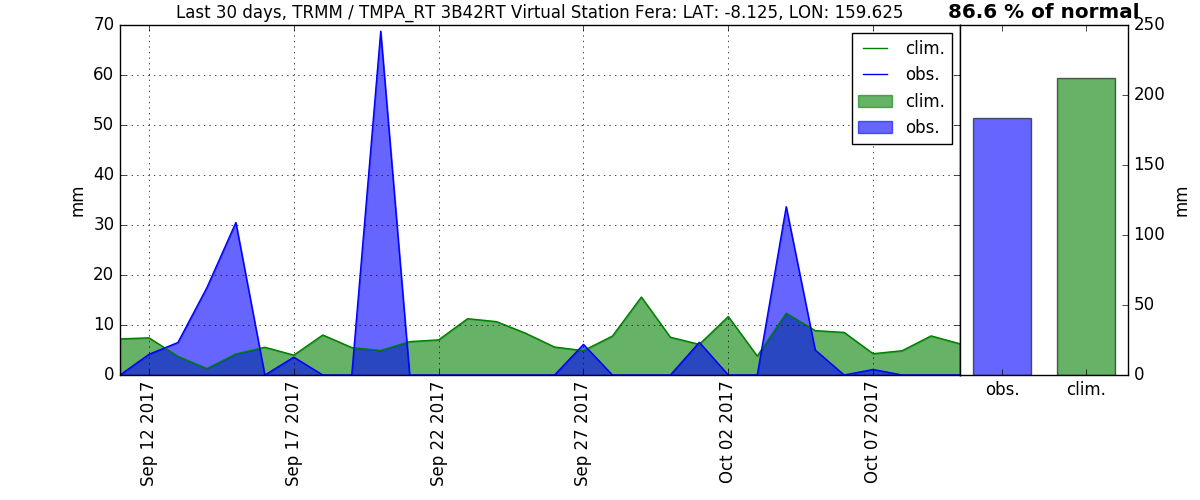 Last 30 days, TRMM / TMPA_RT 3B42RT Virtual Station Fera: LAT: -8.125, LON: 159.625
86.6 % of normal
70
60
50
40
30
20
10
0
mm
clim.
obs.
clim.
obs.
Sep 12 2017
Sep 17 2017
Sep 22 2017
Sep 27 2017
Oct 02 2017
Oct 07 2017
250
200
150
100
50
0
mm
obs.
clim.